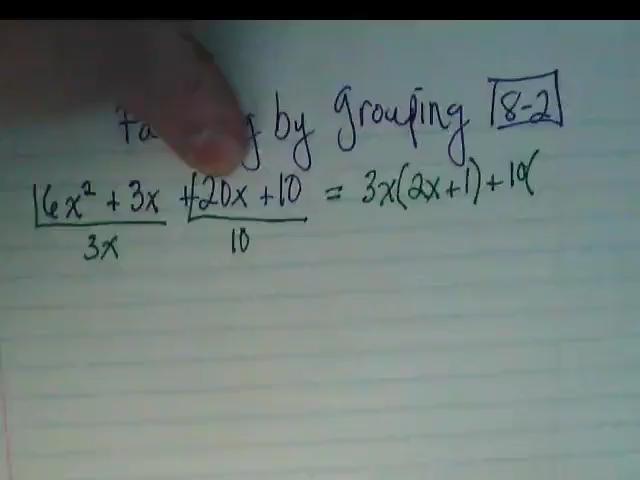 by Grouping 8-2
6x² + 3x + 20x + 10 = 3x(2x+1) + 10(
3x 10